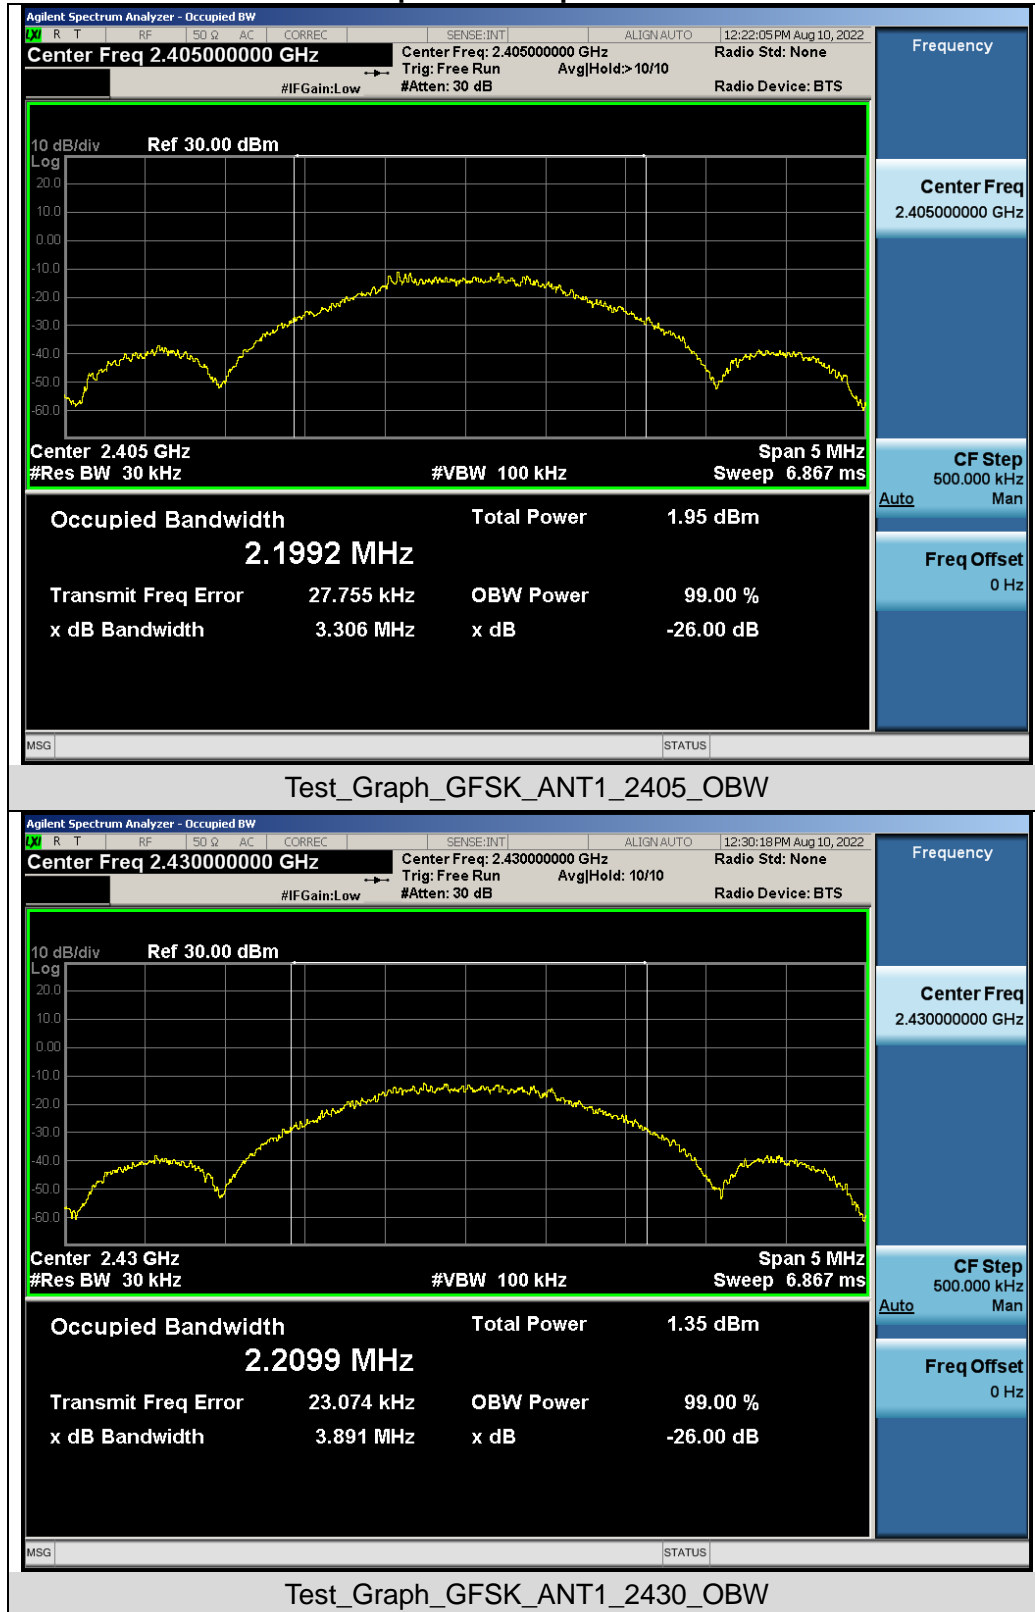 Agilent Spectrum Analyzer - Occupied BW
LXI R T RF 50 Ω AC CORREC SENSE:INT ALIGN AUTO 12:22:05 PM Aug 10, 2022
Center Freq 2.405000000 GHz Center Freq: 2.405000000 GHz Radio Std: None
Trig: Free Run Avg|Hold:> 10/10
#IFGain:Low #Atten: 30 dB Radio Device: BTS
Frequency
10 dB/div Ref 30.00 dBm
Log
20.0
10.0
0.00
-10.0
-20.0
-30.0
-40.0
-50.0
-60.0
Center 2.405 GHz Span 5 MHz
#Res BW 30 kHz #VBW 100 kHz Sweep 6.867 ms
Occupied Bandwidth Total Power 1.95 dBm
2.1992 MHz
Transmit Freq Error 27.755 kHz OBW Power 99.00 %
x dB Bandwidth 3.306 MHz x dB -26.00 dB
Center Freq
2.405000000 GHz
CF Step
500.000 kHz
Auto Man
Freq Offset
0 Hz
MSG STATUS
Test_Graph_GFSK_ANT1_2405_OBW
Agilent Spectrum Analyzer - Occupied BW
LXI R T RF 50 Ω AC CORREC SENSE:INT ALIGN AUTO 12:30:18 PM Aug 10, 2022
Center Freq 2.430000000 GHz Center Freq: 2.430000000 GHz Radio Std: None
Trig: Free Run Avg|Hold: 10/10
#IFGain:Low #Atten: 30 dB Radio Device: BTS
Frequency
10 dB/div Ref 30.00 dBm
Log
20.0
10.0
0.00
-10.0
-20.0
-30.0
-40.0
-50.0
-60.0
Center 2.43 GHz Span 5 MHz
#Res BW 30 kHz #VBW 100 kHz Sweep 6.867 ms
Occupied Bandwidth Total Power 1.35 dBm
2.2099 MHz
Transmit Freq Error 23.074 kHz OBW Power 99.00 %
x dB Bandwidth 3.891 MHz x dB -26.00 dB
Center Freq
2.430000000 GHz
CF Step
500.000 kHz
Auto Man
Freq Offset
0 Hz
MSG STATUS
Test_Graph_GFSK_ANT1_2430_OBW